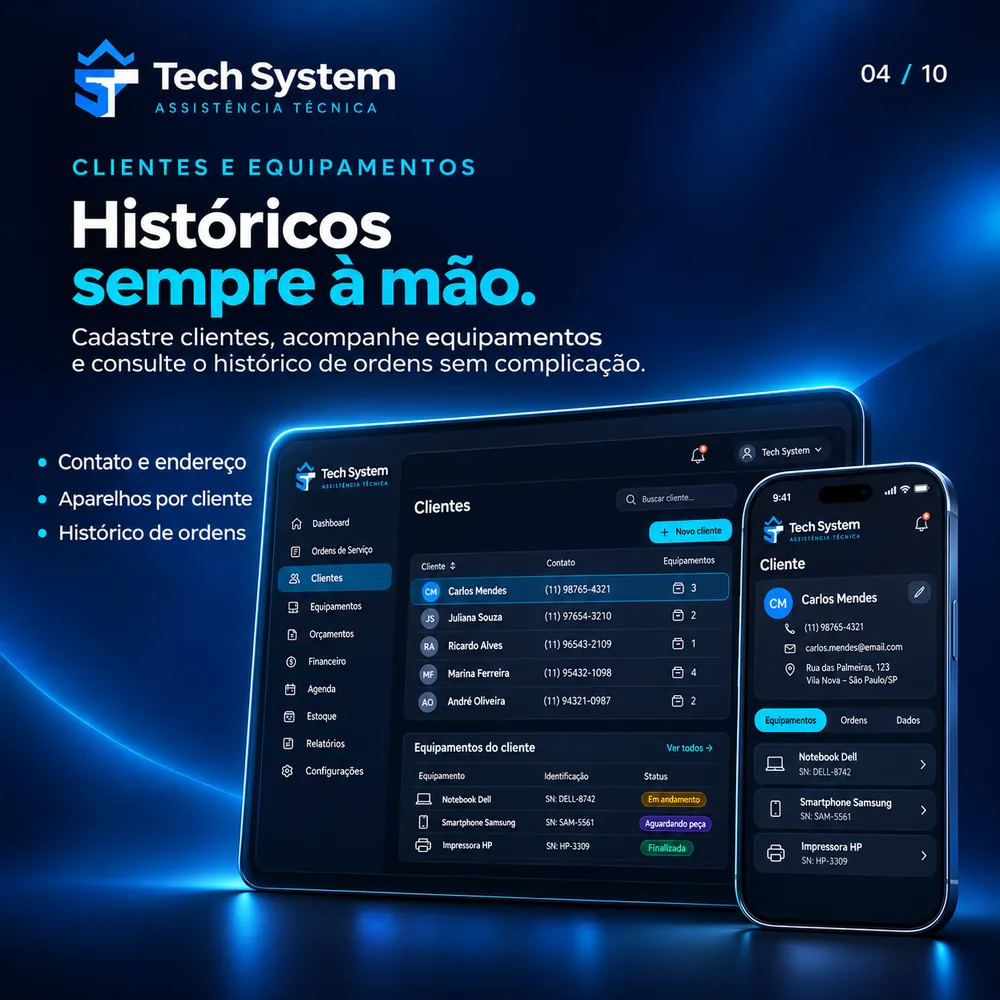 Tech System
ASSISTÊNCIA TÉCNICA
04 / 10
CLIENTES E EQUIPAMENTOS
Históricos
sempre à mão.
Cadastre clientes, acompanhe equipamentos
e consulte o histórico de ordens sem complicação.
Contato e endereço
Aparelhos por cliente
Histórico de ordens
Tech System
ASSISTÊNCIA TÉCNICA
Dashboard
Ordens de Serviço
Clientes
Equipamentos
Orçamentos
Financeiro
Agenda
Estoque
Relatórios
Configurações
Tech System
Clientes
Buscar cliente...
+ Novo cliente
Cliente Contato Equipamentos
CM Carlos Mendes (11) 98765-4321 3
JS Juliana Souza (11) 97654-3210 2
RA Ricardo Alves (11) 96543-2109 1
MF Marina Ferreira (11) 95432-1098 4
AO André Oliveira (11) 94321-0987 2
Equipamentos do cliente Ver todos →
Equipamento Identificação Status
Notebook Dell SN: DELL-8742 Em andamento
Smartphone Samsung SN: SAM-5561 Aguardando peça
Impressora HP SN: HP-3309 Finalizada
9:41
Tech System
ASSISTÊNCIA TÉCNICA
Cliente
CM Carlos Mendes
(11) 98765-4321
carlos.mendes@email.com
Rua das Palmeiras, 123
Vila Nova – São Paulo/SP
Equipamentos Ordens Dados
Notebook Dell
SN: DELL-8742
Smartphone Samsung
SN: SAM-5561
Impressora HP
SN: HP-3309